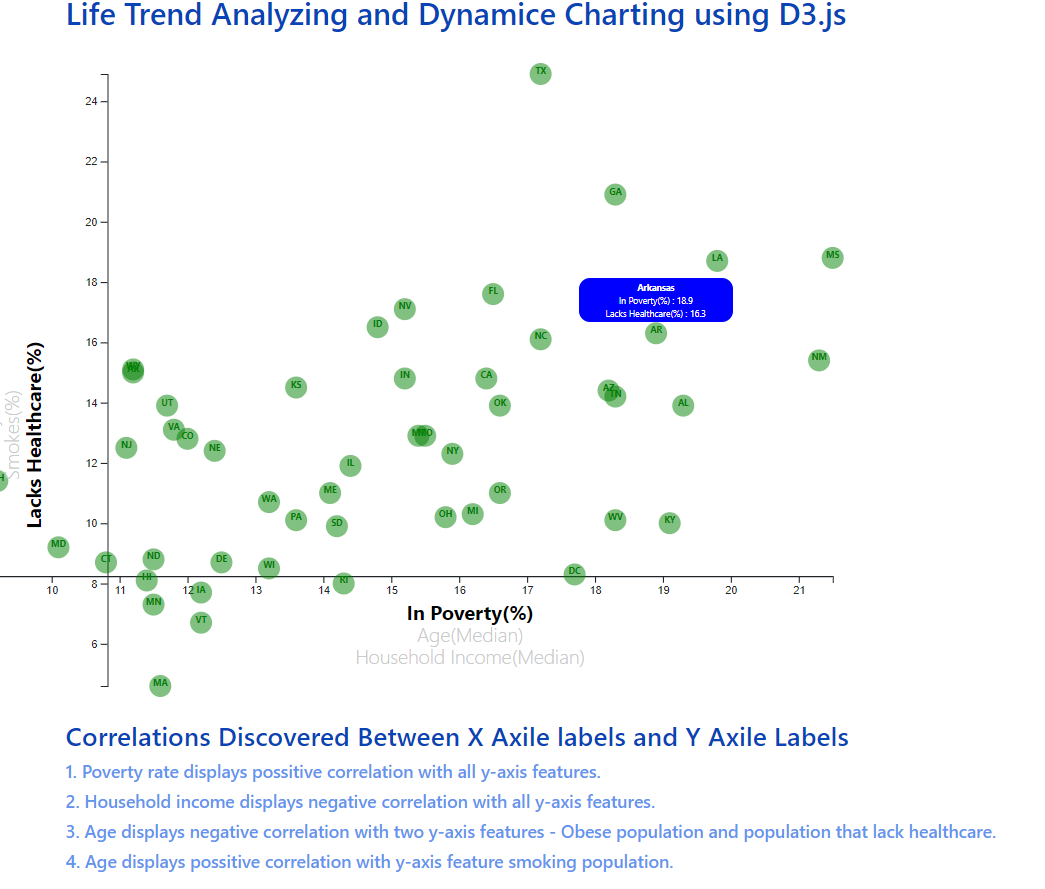 Life Trend Analyzing and Dynamice Charting using D3.js
TX
24
22
GA
20
LA
MS
18
Arkansas
In Poverty(%) : 18.9
Lacks Healthcare(%) : 16.3
FL
NV
ID
AR
NC
16
NM
IN
CA
KS
AZ
TN
14
UT
OK
AL
VA
CO
NJ
NE
NY
12
IL
H
ME
OR
WA
PA
SD
OH
MI
WV
KY
10
MD
CT
ND
DE
WI
DC
HI
RI
8
IA
MN
VT
6
MA
Smokes(%)
Lacks Healthcare(%)
10 11 12 13 14 15 16 17 18 19 20 21
In Poverty(%)
Age(Median)
Household Income(Median)
Correlations Discovered Between X Axile labels and Y Axile Labels
1. Poverty rate displays possitive correlation with all y-axis features.
2. Household income displays negative correlation with all y-axis features.
3. Age displays negative correlation with two y-axis features - Obese population and population that lack healthcare.
4. Age displays possitive correlation with y-axis feature smoking population.